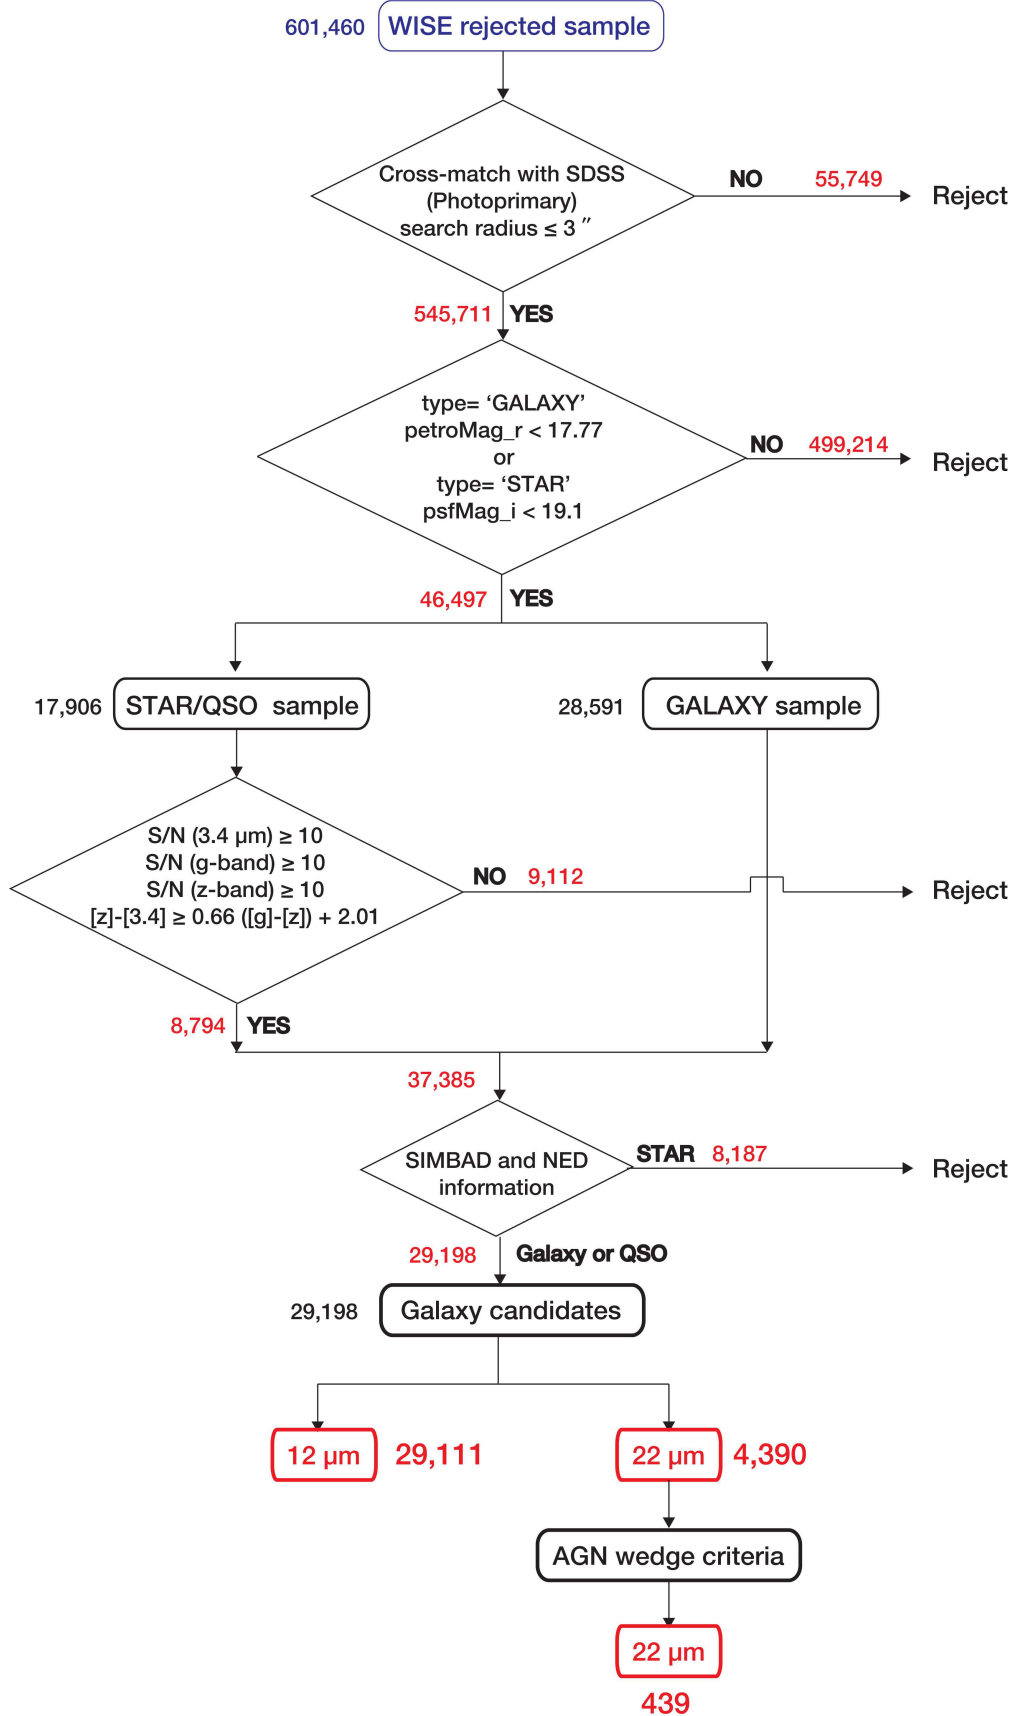 601,460 WISE rejected sample
Cross-match with SDSS
(Photoprimary)
search radius ≤ 3 ″
NO 55,749
Reject
545,711 YES
type= ‘GALAXY’
petroMag_r < 17.77
or
type= ‘STAR’
psfMag_i < 19.1
NO 499,214
Reject
46,497 YES
17,906 STAR/QSO sample
28,591 GALAXY sample
S/N (3.4 μm) ≥ 10
S/N (g-band) ≥ 10
S/N (z-band) ≥ 10
[z]-[3.4] ≥ 0.66 ([g]-[z]) + 2.01
NO 9,112
Reject
8,794 YES
37,385
SIMBAD and NED
information
STAR 8,187
Reject
29,198 Galaxy or QSO
29,198 Galaxy candidates
12 μm 29,111
22 μm 4,390
AGN wedge criteria
22 μm
439